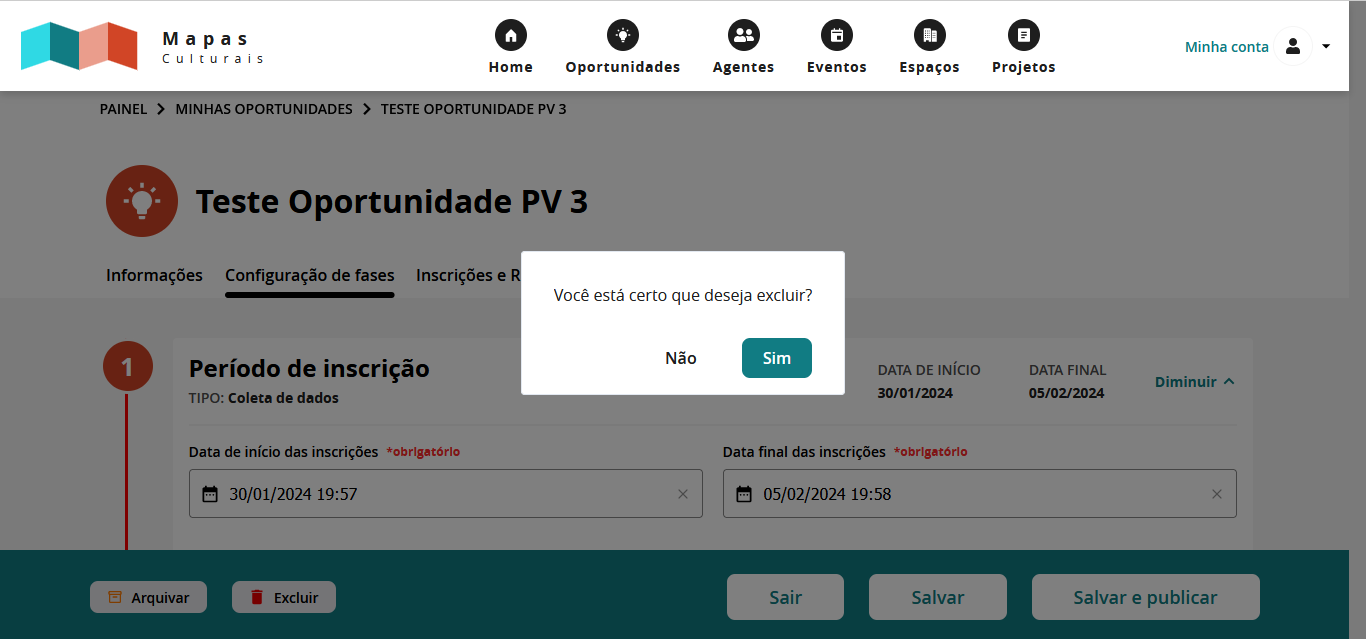 Mapas
Culturais
Home
Oportunidades
Agentes
Eventos
Espaços
Projetos
Minha conta
PAINEL
MINHAS OPORTUNIDADES
TESTE OPORTUNIDADE PV 3
Teste Oportunidade PV 3
Informações
Configuração de fases
Inscrições e R
Você está certo que deseja excluir?
Não
Sim
1
Período de inscrição
TIPO: Coleta de dados
DATA DE INÍCIO
30/01/2024
DATA FINAL
05/02/2024
Diminuir
Data de início das inscrições *obrigatório
30/01/2024 19:57
Data final das inscrições *obrigatório
05/02/2024 19:58
Arquivar
Excluir
Sair
Salvar
Salvar e publicar